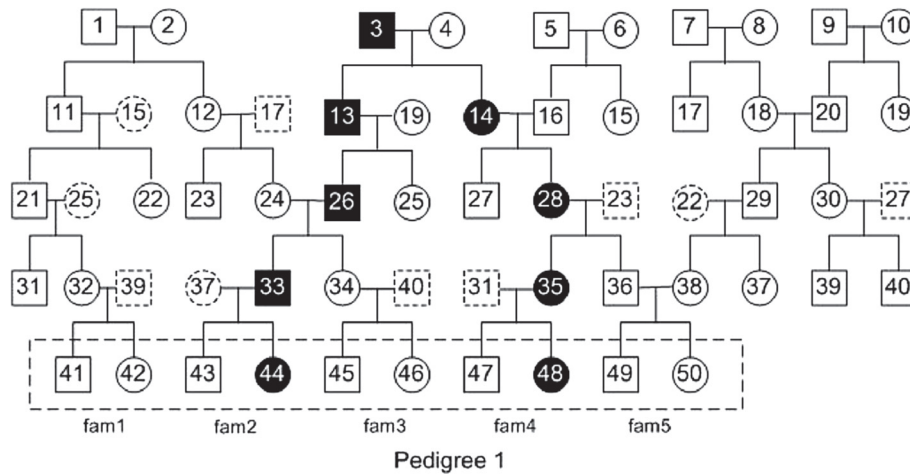 1 2 3 4 5 6 7 8 9 10
11 15 12 17 13 19 14 16 15 17 18 20 19
21 25 22 23 24 26 25 27 28 23 22 29 30 27
31 32 39 37 33 34 40 31 35 36 38 37 39 40
41 42 43 44 45 46 47 48 49 50
fam1 fam2 fam3 fam4 fam5
Pedigree 1